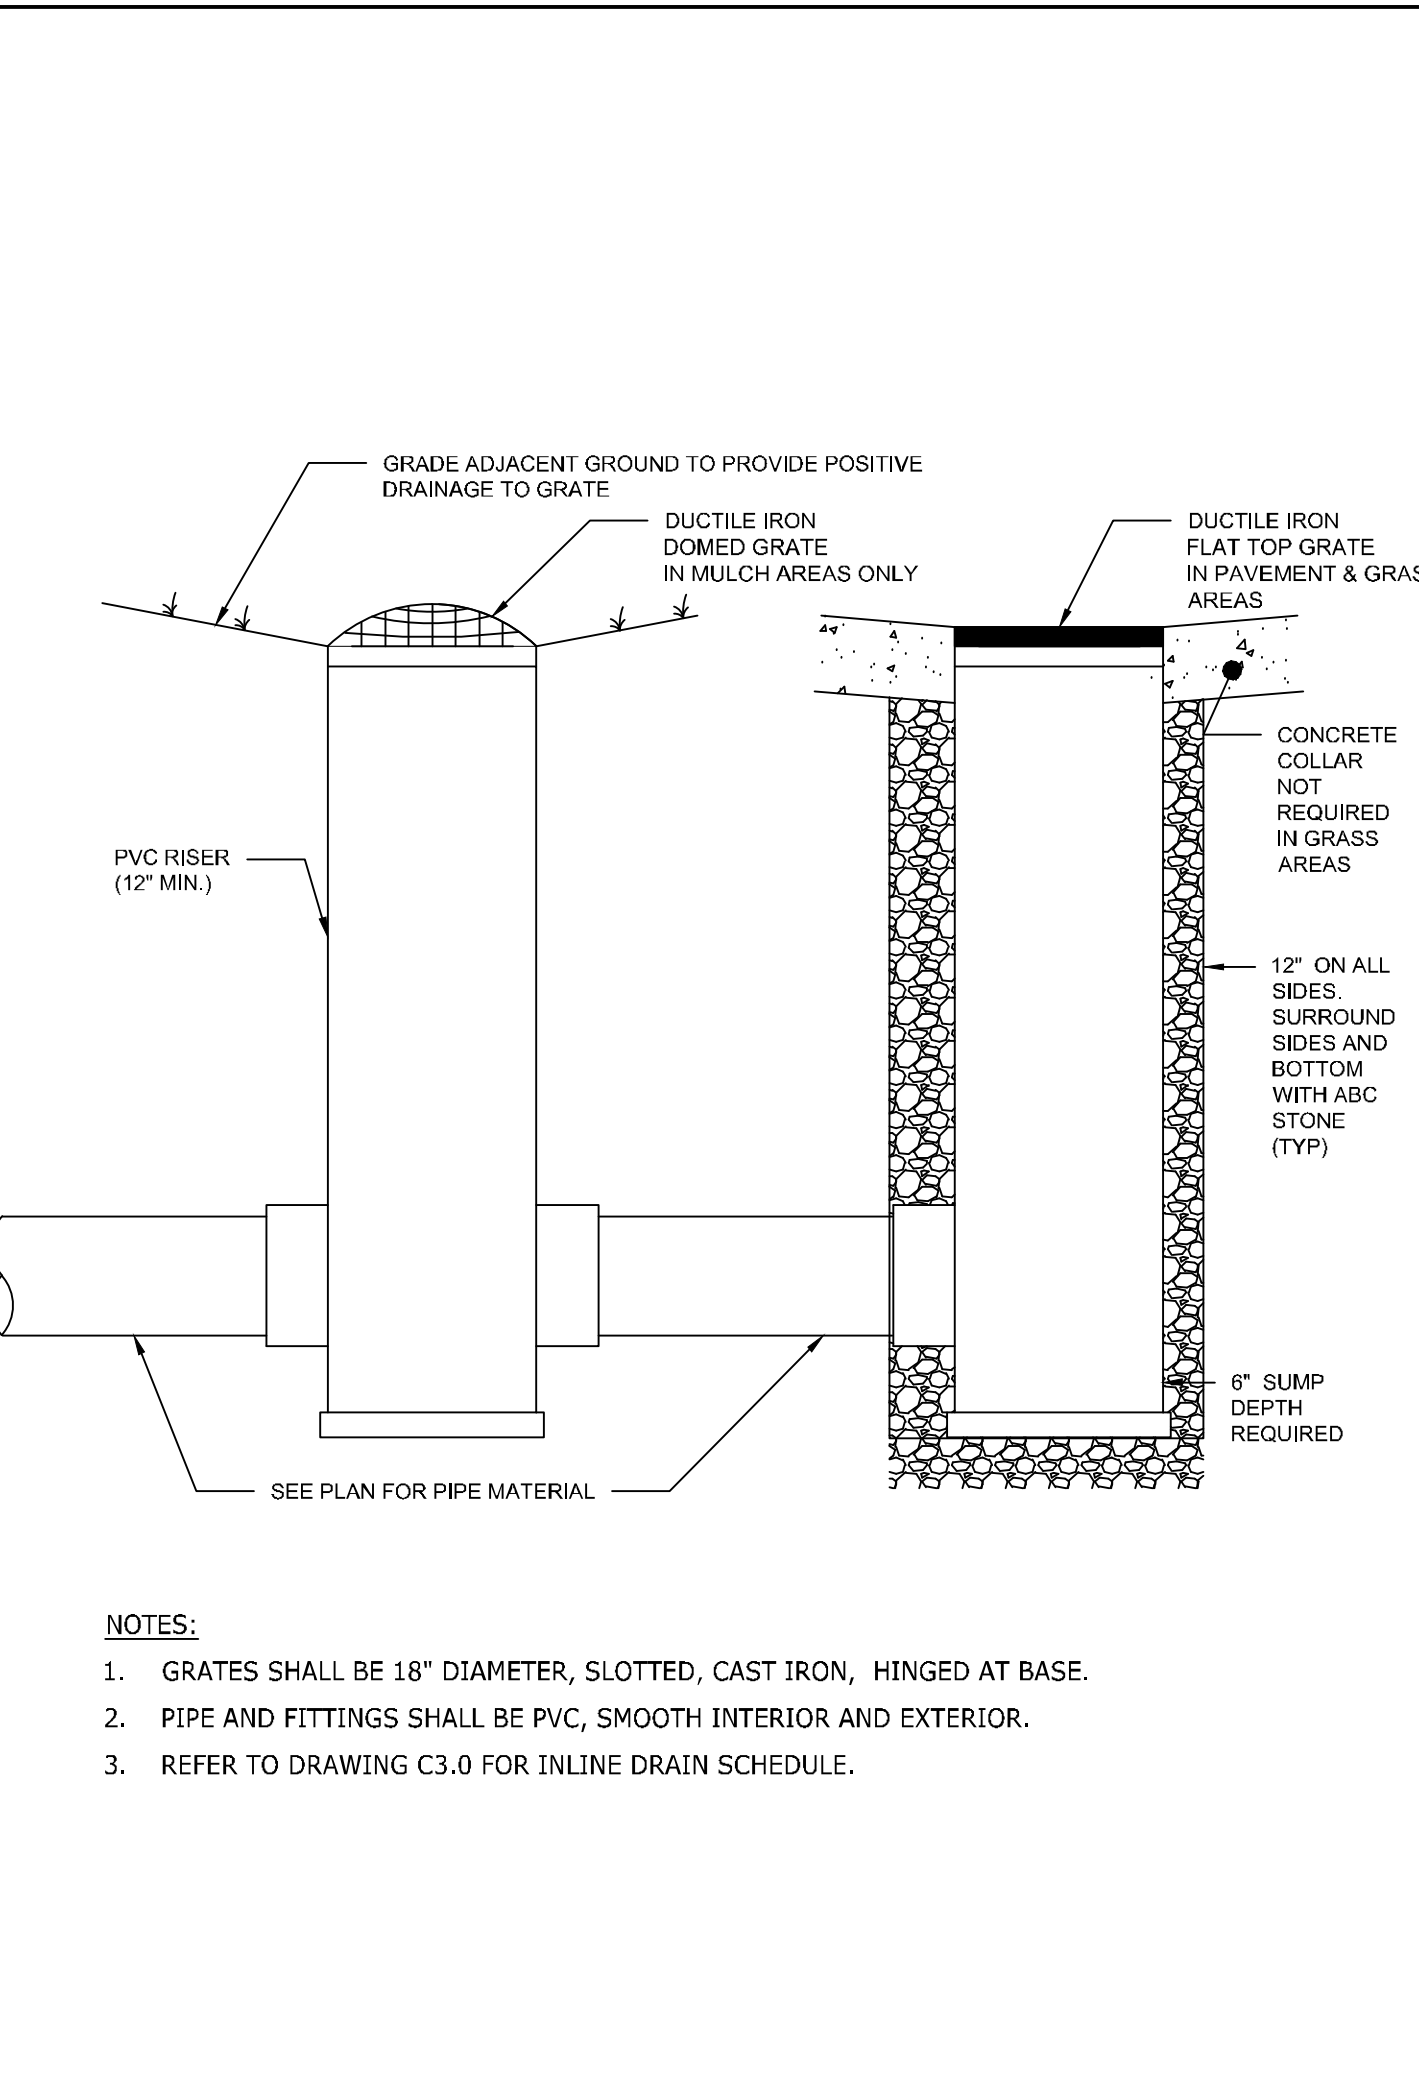 GRADE ADJACENT GROUND TO PROVIDE POSITIVE
DRAINAGE TO GRATE
DUCTILE IRON
DOMED GRATE
IN MULCH AREAS ONLY
DUCTILE IRON
FLAT TOP GRATE
IN PAVEMENT & GRAS
AREAS
CONCRETE
COLLAR
NOT
REQUIRED
IN GRASS
AREAS
PVC RISER
(12" MIN.)
12" ON ALL
SIDES.
SURROUND
SIDES AND
BOTTOM
WITH ABC
STONE
(TYP)
6" SUMP
DEPTH
REQUIRED
SEE PLAN FOR PIPE MATERIAL
NOTES:
1. GRATES SHALL BE 18" DIAMETER, SLOTTED, CAST IRON, HINGED AT BASE.
2. PIPE AND FITTINGS SHALL BE PVC, SMOOTH INTERIOR AND EXTERIOR.
3. REFER TO DRAWING C3.0 FOR INLINE DRAIN SCHEDULE.